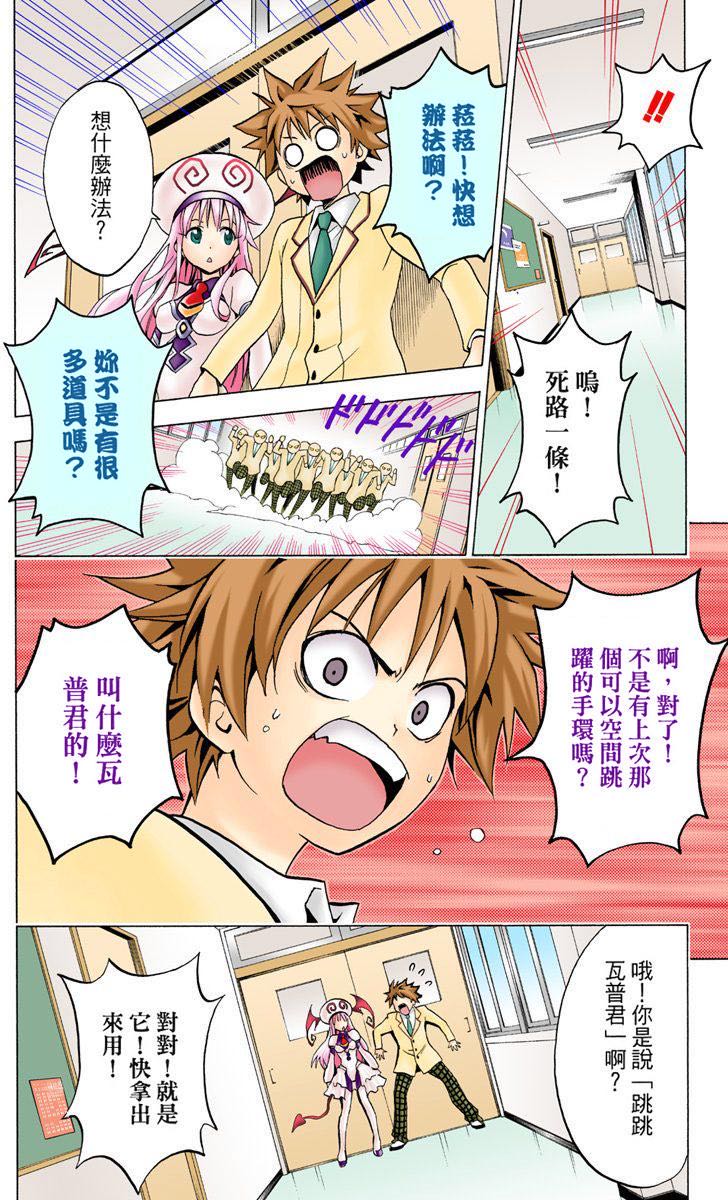 !!
嗚！
死路一條！
菈菈！快想
辦法啊？
想什麼辦法？
妳不是有很
多道具嗎？
ドドドドド
啊，對了！
不是有上次那
個可以空間跳
躍的手環嗎？
叫什麼瓦
普君的！
哦！你是說「跳跳
瓦普君」啊？
對對！就是
它！快拿出
來用！